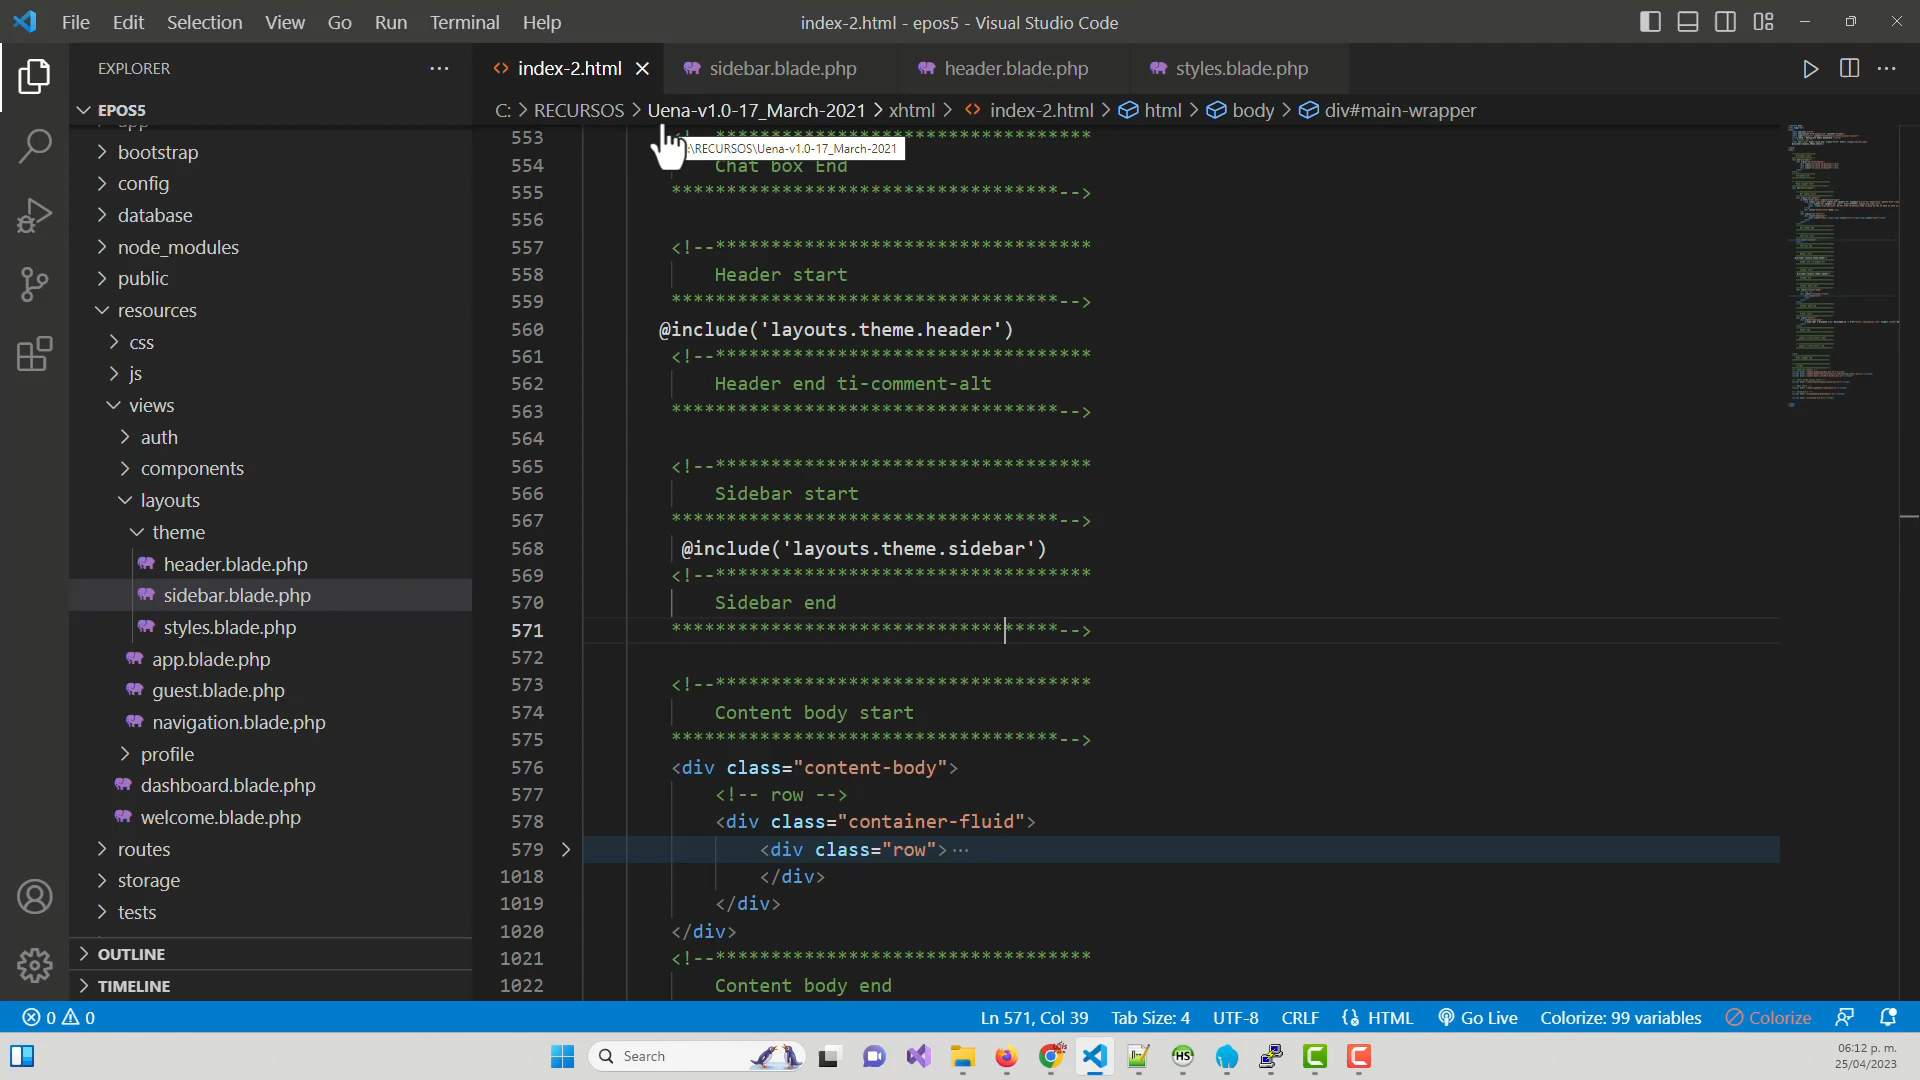 File Edit Selection View Go Run Terminal Help
index-2.html - epos5 - Visual Studio Code
EXPLORER
index-2.html
sidebar.blade.php
header.blade.php
styles.blade.php
EPOS5
C: > RECURSOS > Uena-v1.0-17_March-2021 > xhtml > index-2.html > html > body > div#main-wrapper
:\RECURSOS\Uena-v1.0-17_March-2021
bootstrap
config
database
node_modules
public
resources
css
js
views
auth
components
layouts
theme
header.blade.php
sidebar.blade.php
styles.blade.php
app.blade.php
guest.blade.php
navigation.blade.php
profile
dashboard.blade.php
welcome.blade.php
routes
storage
tests
OUTLINE
TIMELINE
553
554 Chat box End
555 ***********************************-->
556
557 <!--**********************************
558 Header start
559 ***********************************-->
560 @include('layouts.theme.header')
561 <!--**********************************
562 Header end ti-comment-alt
563 ***********************************-->
564
565 <!--**********************************
566 Sidebar start
567 ***********************************-->
568 @include('layouts.theme.sidebar')
569 <!--**********************************
570 Sidebar end
571 ***********************************-->
572
573 <!--**********************************
574 Content body start
575 ***********************************-->
576 <div class="content-body">
577 <!-- row -->
578 <div class="container-fluid">
579 <div class="row">···
1018 </div>
1019 </div>
1020 </div>
1021 <!--**********************************
1022 Content body end
0 0
Ln 571, Col 39 Tab Size: 4 UTF-8 CRLF HTML Go Live Colorize: 99 variables Colorize
Search
HS
06:12 p. m.
25/04/2023